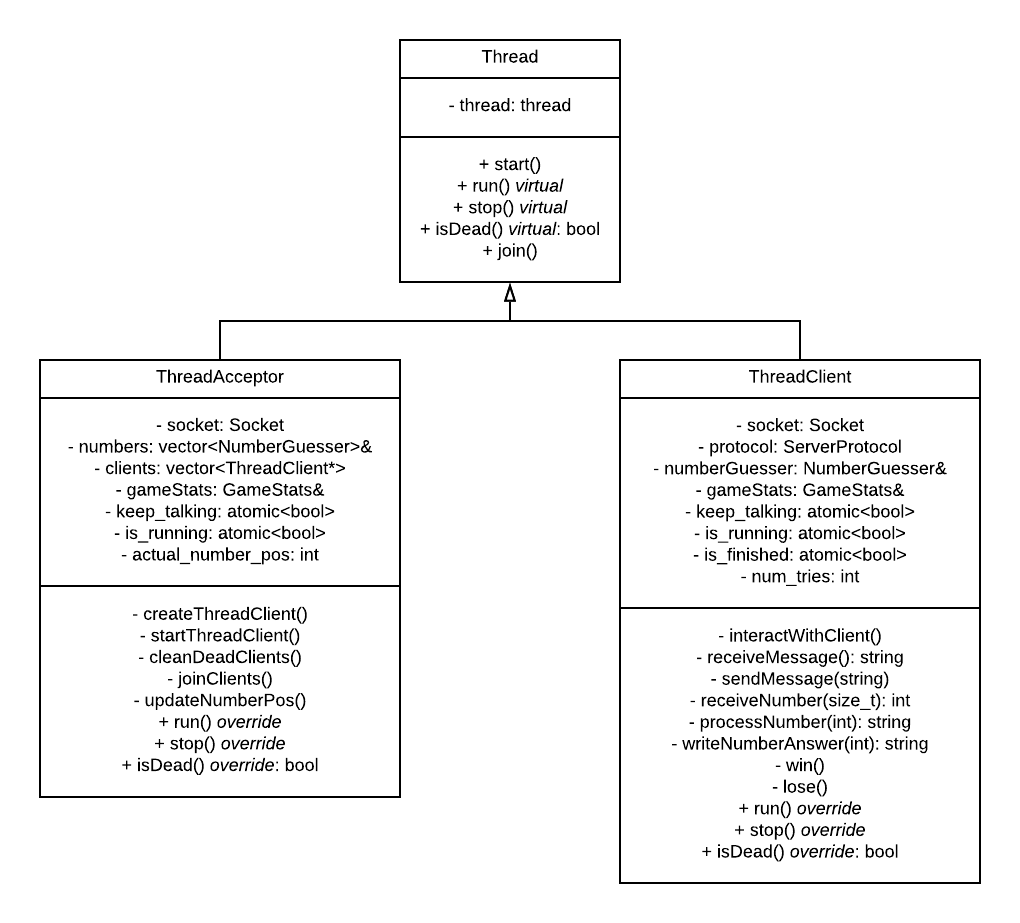 Thread
- thread: thread
+ start()
+ run() virtual
+ stop() virtual
+ isDead() virtual: bool
+ join()
ThreadAcceptor
- socket: Socket
- numbers: vector<NumberGuesser>&
- clients: vector<ThreadClient*>
- gameStats: GameStats&
- keep_talking: atomic<bool>
- is_running: atomic<bool>
- actual_number_pos: int
- createThreadClient()
- startThreadClient()
- cleanDeadClients()
- joinClients()
- updateNumberPos()
+ run() override
+ stop() override
+ isDead() override: bool
ThreadClient
- socket: Socket
- protocol: ServerProtocol
- numberGuesser: NumberGuesser&
- gameStats: GameStats&
- keep_talking: atomic<bool>
- is_running: atomic<bool>
- is_finished: atomic<bool>
- num_tries: int
- interactWithClient()
- receiveMessage(): string
- sendMessage(string)
- receiveNumber(size_t): int
- processNumber(int): string
- writeNumberAnswer(int): string
- win()
- lose()
+ run() override
+ stop() override
+ isDead() override: bool